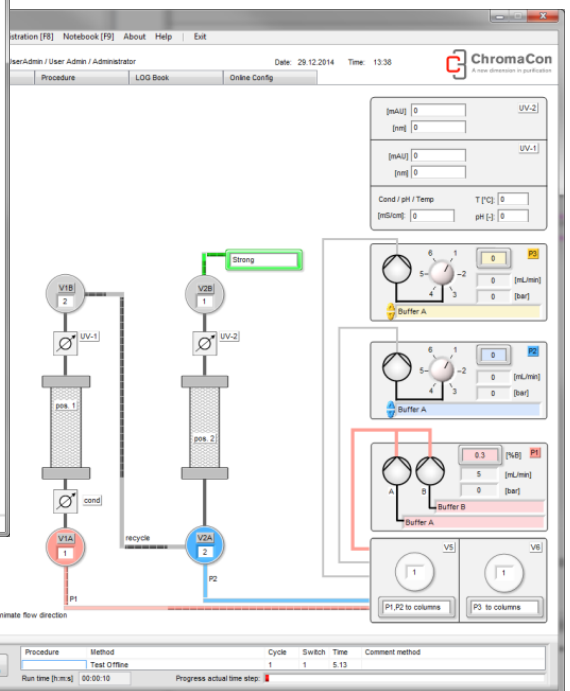 istration [F8] Notebook [F9] About Help Exit
UserAdmin / User Admin / Administrator Date: 29.12.2014 Time: 13:38
ChromaCon
A new dimension in purification
Procedure LOG Book Online Config
UV-2
[mAU] 0
[nm] 0
UV-1
[mAU] 0
[nm] 0
Cond / pH / Temp T [°C]: 0
[mS/cm]: 0 pH [-]: 0
6 1 0 P3
5 2 0 [mL/min]
4 3 0 [bar]
Buffer A
6 1 0 P2
5 2 0 [mL/min]
4 3 0 [bar]
Buffer A
0.3 [%B] P1
5 [mL/min]
A B 0 [bar]
Buffer B
Buffer A
V5 V6
1 1
P1,P2 to columns P3 to columns
Strong
V1B V2B
2 1
UV-1 UV-2
pos. 1
pos. 2
cond
V1A recycle V2A
1 2
P2
P1
nimate flow direction
Procedure Method Cycle Switch Time Comment method
Test Offline 1 1 5.13
Run time [h:m:s] 00:00:10 Progress actual time step: